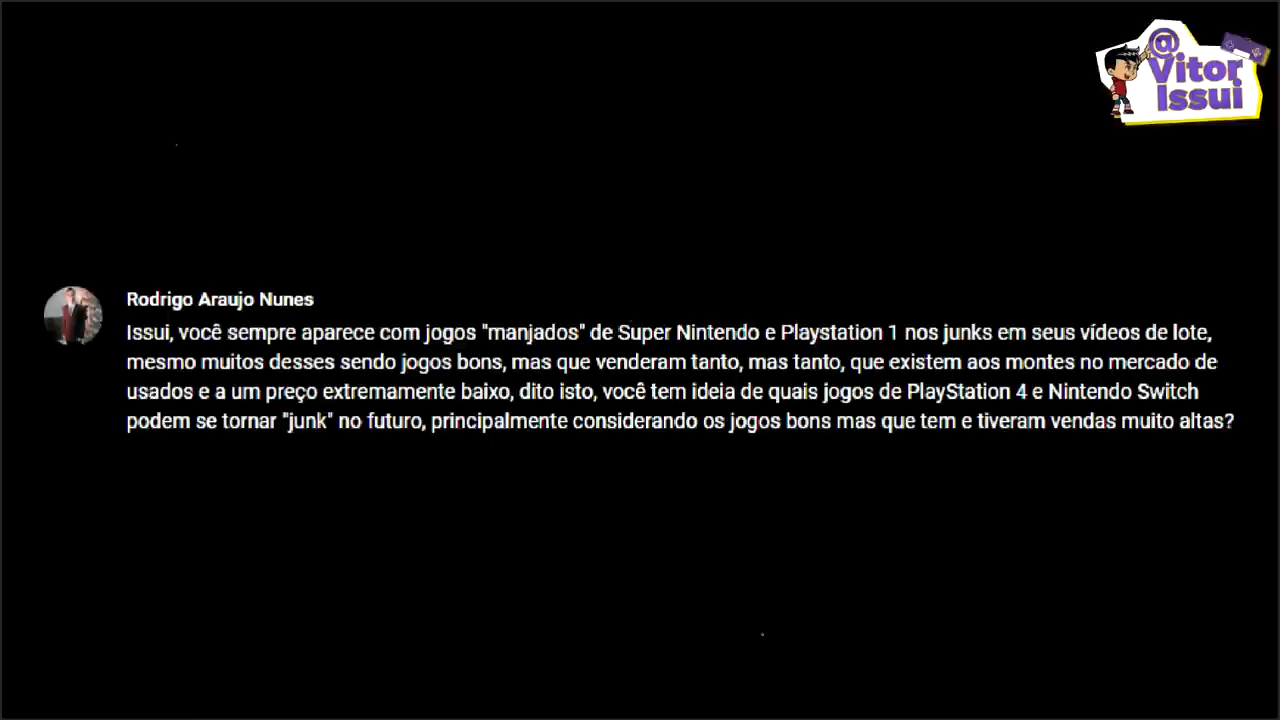 @
Vitor
Issui
Rodrigo Araujo Nunes
Issui, você sempre aparece com jogos "manjados" de Super Nintendo e Playstation 1 nos junks em seus vídeos de lote,
mesmo muitos desses sendo jogos bons, mas que venderam tanto, mas tanto, que existem aos montes no mercado de
usados e a um preço extremamente baixo, dito isto, você tem ideia de quais jogos de PlayStation 4 e Nintendo Switch
podem se tornar "junk" no futuro, principalmente considerando os jogos bons mas que tem e tiveram vendas muito altas?